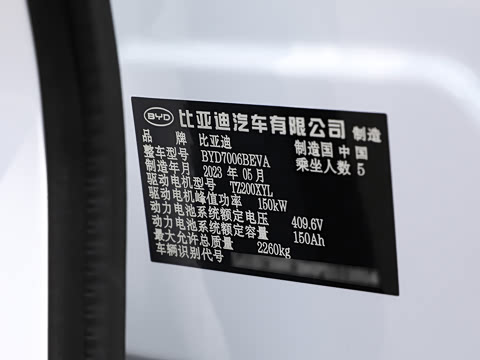 BYD 比亚迪汽车有限公司 制造
品牌 比亚迪 制造国 中国
整车型号 BYD7006BEVA 乘坐人数 5
制造年月 2023 年 05 月
驱动电机型号 TZ200XYL
驱动电机峰值功率 150kW
动力电池系统额定电压 409.6V
动力电池系统额定容量 150Ah
最大允许总质量 2260kg
车辆识别代号